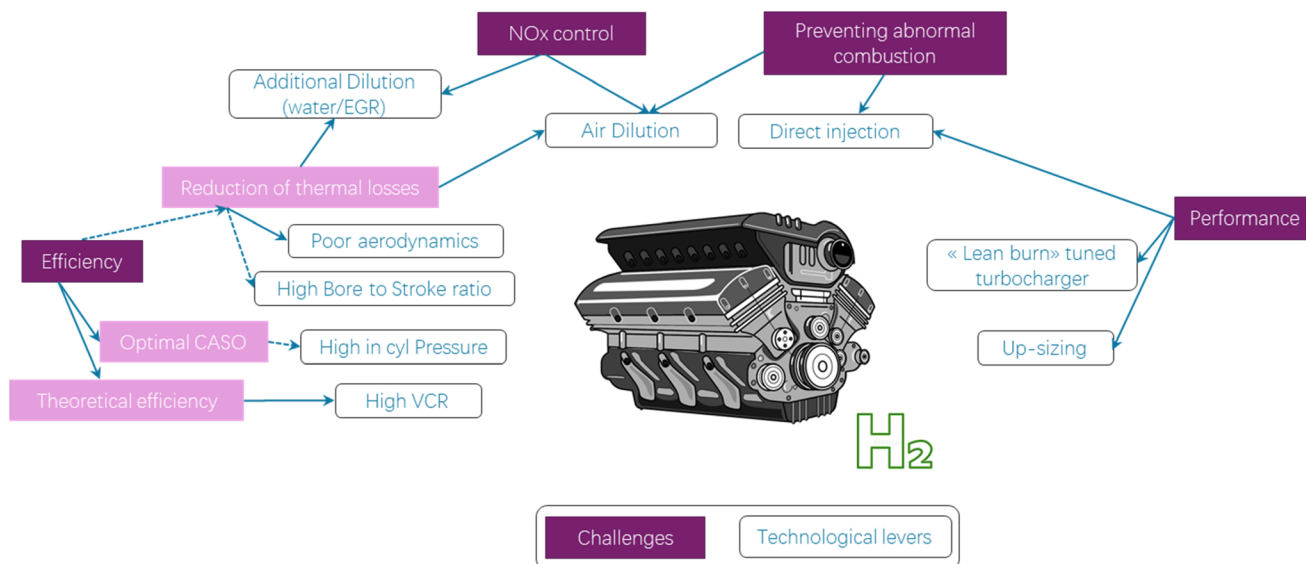 NOx control
Preventing abnormal
combustion
Additional Dilution
(water/EGR)
Air Dilution
Direct injection
Reduction of thermal losses
Performance
Poor aerodynamics
Efficiency
« Lean burn» tuned
turbocharger
High Bore to Stroke ratio
Optimal CASO
High in cyl Pressure
Up-sizing
Theoretical efficiency
High VCR
H2
Challenges
Technological levers